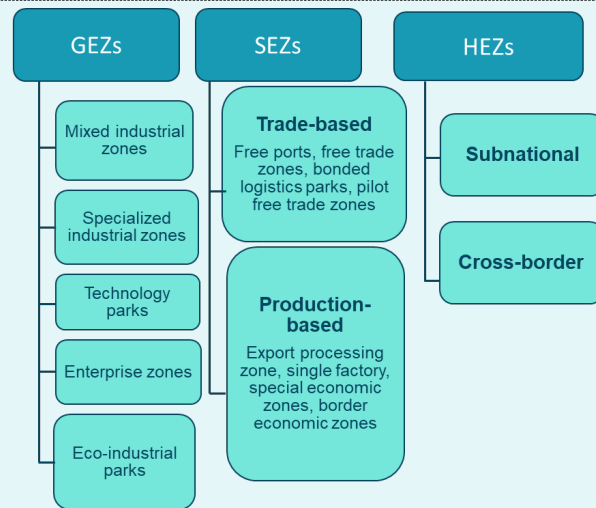 GEZs
Mixed industrial
zones
Specialized
industrial zones
Technology
parks
Enterprise zones
Eco-industrial
parks
SEZs
Trade-based
Free ports, free trade
zones, bonded
logistics parks, pilot
free trade zones
Production-
based
Export processing
zone, single factory,
special economic
zones, border
economic zones
HEZs
Subnational
Cross-border